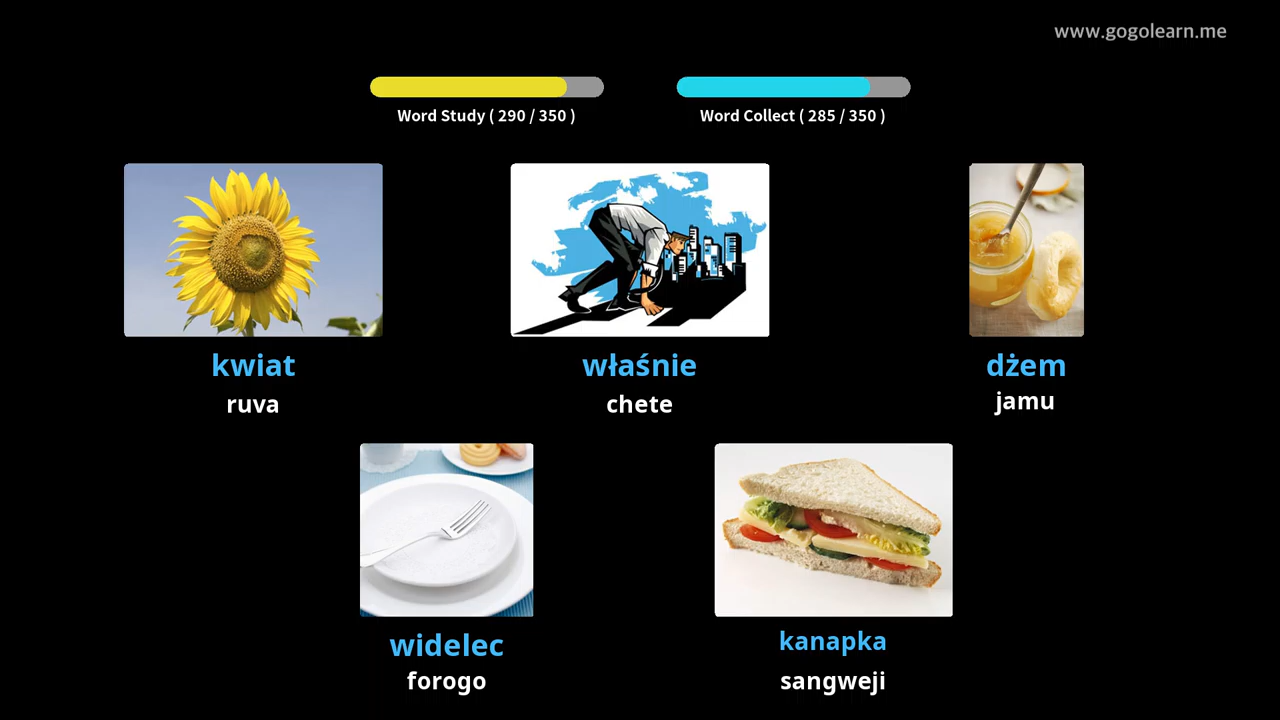 www.gogolearn.me
Word Study ( 290 / 350 )
Word Collect ( 285 / 350 )
kwiat
ruva
właśnie
chete
dżem
jamu
widelec
forogo
kanapka
sangweji